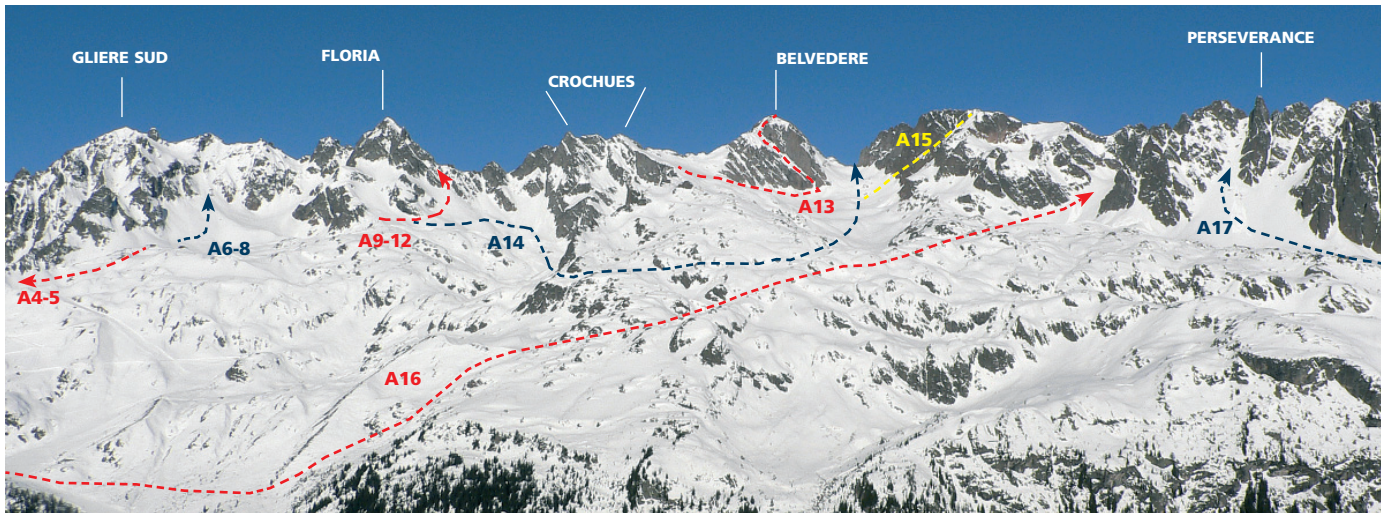 GLIERE SUD
FLORIA
CROCHUES
BELVEDERE
PERSEVERANCE
A15
A13
A9-12
A14
A6-8
A17
A4-5
A16